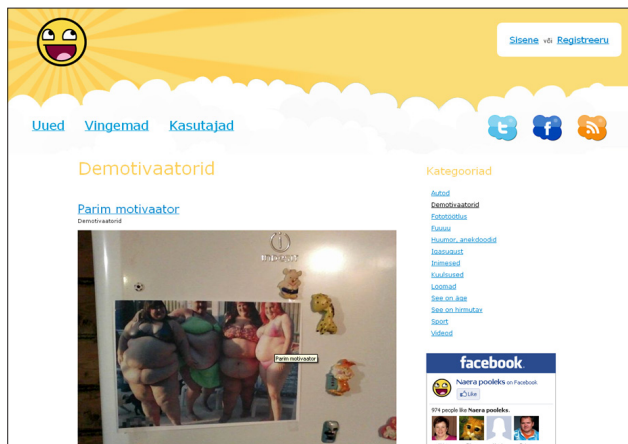 Sisene või Registreeru
Uued Vingemad Kasutajad
Demotivaatorid
Parim motivaator
Demotivaatorid
Parim motivaator
Kategooriad
Autod
Demotivaatorid
Fototöötlus
Fuuuu
Huumor, anekdoodid
Igasugust
Inimesed
Kuulsused
Loomad
See on äge
See on hirmutav
Sport
Videod
facebook
Naera pooleks on Facebook
Like
974 people like Naera pooleks.